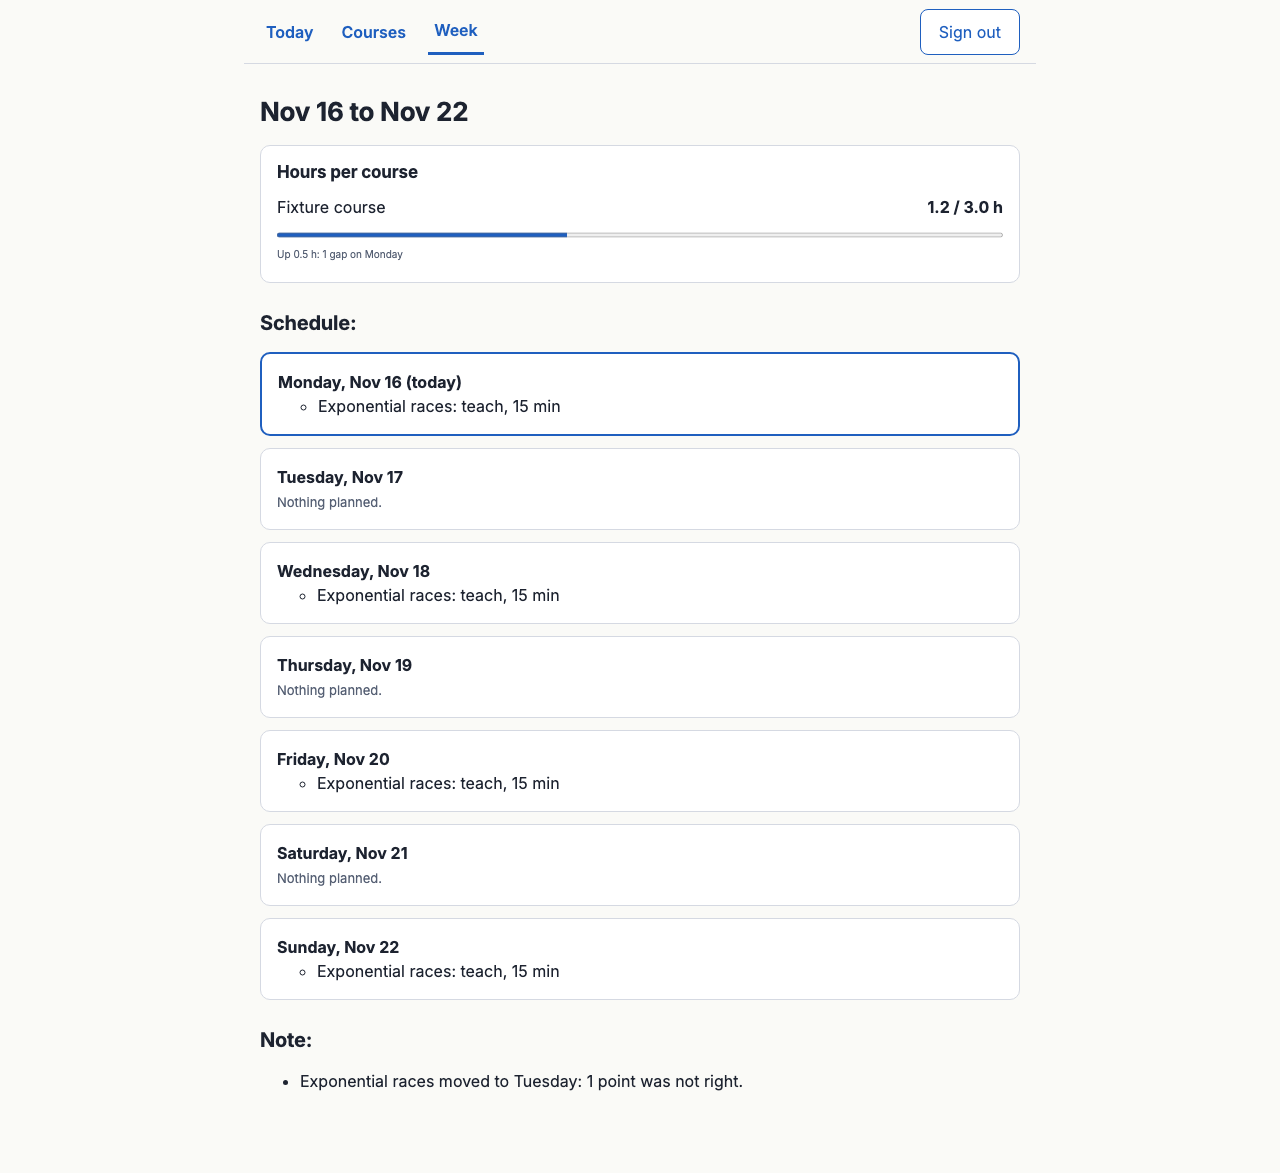 Today Courses Week Sign out
Nov 16 to Nov 22
Hours per course
Fixture course 1.2 / 3.0 h
Up 0.5 h: 1 gap on Monday
Schedule:
Monday, Nov 16 (today)
Exponential races: teach, 15 min
Tuesday, Nov 17
Nothing planned.
Wednesday, Nov 18
Exponential races: teach, 15 min
Thursday, Nov 19
Nothing planned.
Friday, Nov 20
Exponential races: teach, 15 min
Saturday, Nov 21
Nothing planned.
Sunday, Nov 22
Exponential races: teach, 15 min
Note:
Exponential races moved to Tuesday: 1 point was not right.